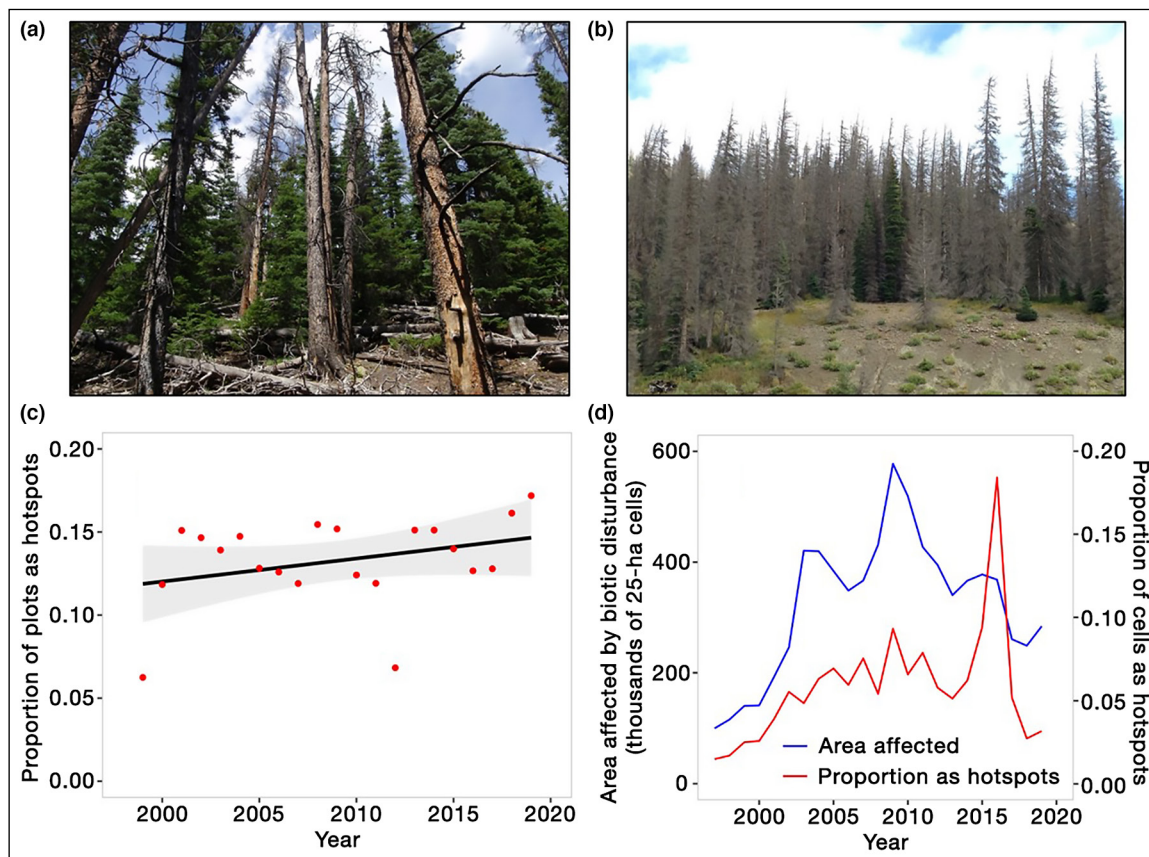 (a)
(b)
(c)
Proportion of plots as hotspots
0.20
0.15
0.10
0.05
0.00
2000 2005 2010 2015 2020
Year
(d)
Area affected by biotic disturbance
(thousands of 25-ha cells)
600
400
200
0
0.20
0.15
0.10
0.05
0.00
Proportion of cells as hotspots
Area affected
Proportion as hotspots
2000 2005 2010 2015 2020
Year